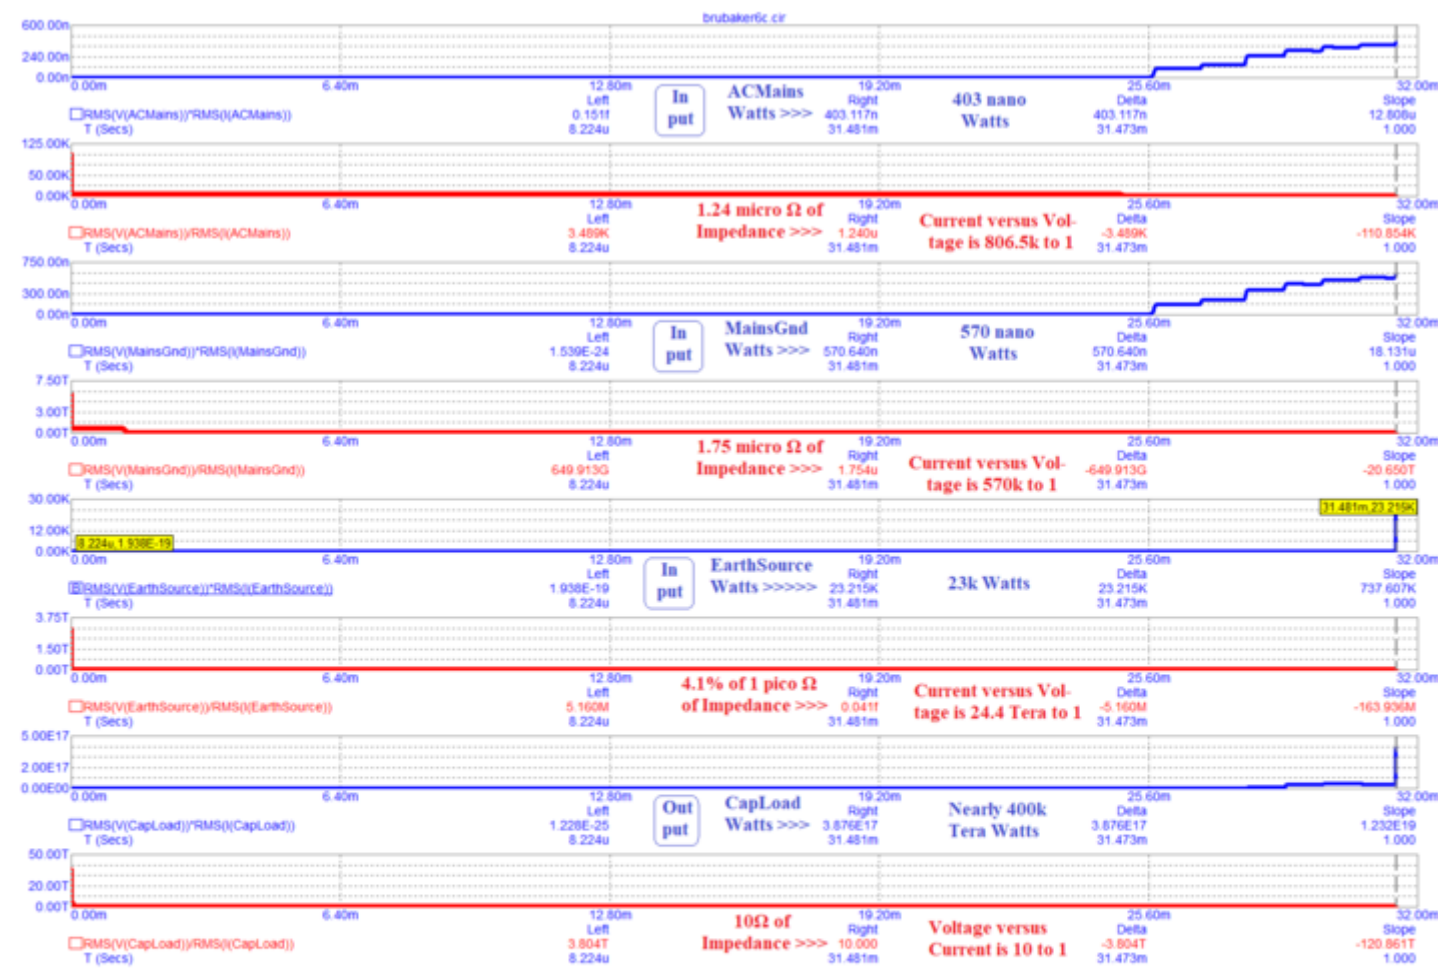 brubaker6c.cir
600.00n
240.00n
0.00n
0.00m 6.40m 12.80m 19.20m 25.60m 32.00m
Left Right Delta Slope
RMS(V(ACMains))*RMS(I(ACMains)) 0.151f 403.117n 403.117n 12.808u
T (Secs) 8.224u 31.481m 31.473m 1.000
In put
ACMains
Watts >>>
403 nano
Watts
125.00K
50.00K
0.00K
0.00m 6.40m 12.80m 19.20m 25.60m 32.00m
Left Right Delta Slope
RMS(V(ACMains))/RMS(I(ACMains)) 3.489K 1.240u -3.489K -110.854K
T (Secs) 8.224u 31.481m 31.473m 1.000
1.24 micro Ω of
Impedance >>>
Current versus Vol-
tage is 806.5k to 1
750.00n
300.00n
0.00n
0.00m 6.40m 12.80m 19.20m 25.60m 32.00m
Left Right Delta Slope
RMS(V(MainsGnd))*RMS(I(MainsGnd)) 1.539E-24 570.640n 570.640n 18.131u
T (Secs) 8.224u 31.481m 31.473m 1.000
In
put
MainsGnd
Watts >>>
570 nano
Watts
7.50T
3.00T
0.00T
0.00m 6.40m 12.80m 19.20m 25.60m 32.00m
Left Right Delta Slope
RMS(V(MainsGnd))/RMS(I(MainsGnd)) 649.913G 1.754u -649.913G -20.650T
T (Secs) 8.224u 31.481m 31.473m 1.000
1.75 micro Ω of
Impedance >>>
Current versus Vol-
tage is 570k to 1
30.00K
12.00K
0.00K
8.224u,1.938E-19
31.481m,23.215K
0.00m 6.40m 12.80m 19.20m 25.60m 32.00m
Left Right Delta Slope
RMS(V(EarthSource))*RMS(I(EarthSource)) 1.938E-19 23.215K 23.215K 737.607K
T (Secs) 8.224u 31.481m 31.473m 1.000
In
put
EarthSource
Watts >>>>>
23k Watts
3.75T
1.50T
0.00T
0.00m 6.40m 12.80m 19.20m 25.60m 32.00m
Left Right Delta Slope
RMS(V(EarthSource))/RMS(I(EarthSource)) 5.160M 0.041f -5.160M -163.936M
T (Secs) 8.224u 31.481m 31.473m 1.000
4.1% of 1 pico Ω
of Impedance >>>
Current versus Vol-
tage is 24.4 Tera to 1
5.00E17
2.00E17
0.00E00
0.00m 6.40m 12.80m 19.20m 25.60m 32.00m
Left Right Delta Slope
RMS(V(CapLoad))*RMS(I(CapLoad)) 1.228E-25 3.876E17 3.876E17 1.232E19
T (Secs) 8.224u 31.481m 31.473m 1.000
Out
put
CapLoad
Watts >>>
Nearly 400k
Tera Watts
50.00T
20.00T
0.00T
0.00m 6.40m 12.80m 19.20m 25.60m 32.00m
Left Right Delta Slope
RMS(V(CapLoad))/RMS(I(CapLoad)) 3.804T 10.000 -3.804T -120.861T
T (Secs) 8.224u 31.481m 31.473m 1.000
10Ω of
Impedance >>>
Voltage versus
Current is 10 to 1